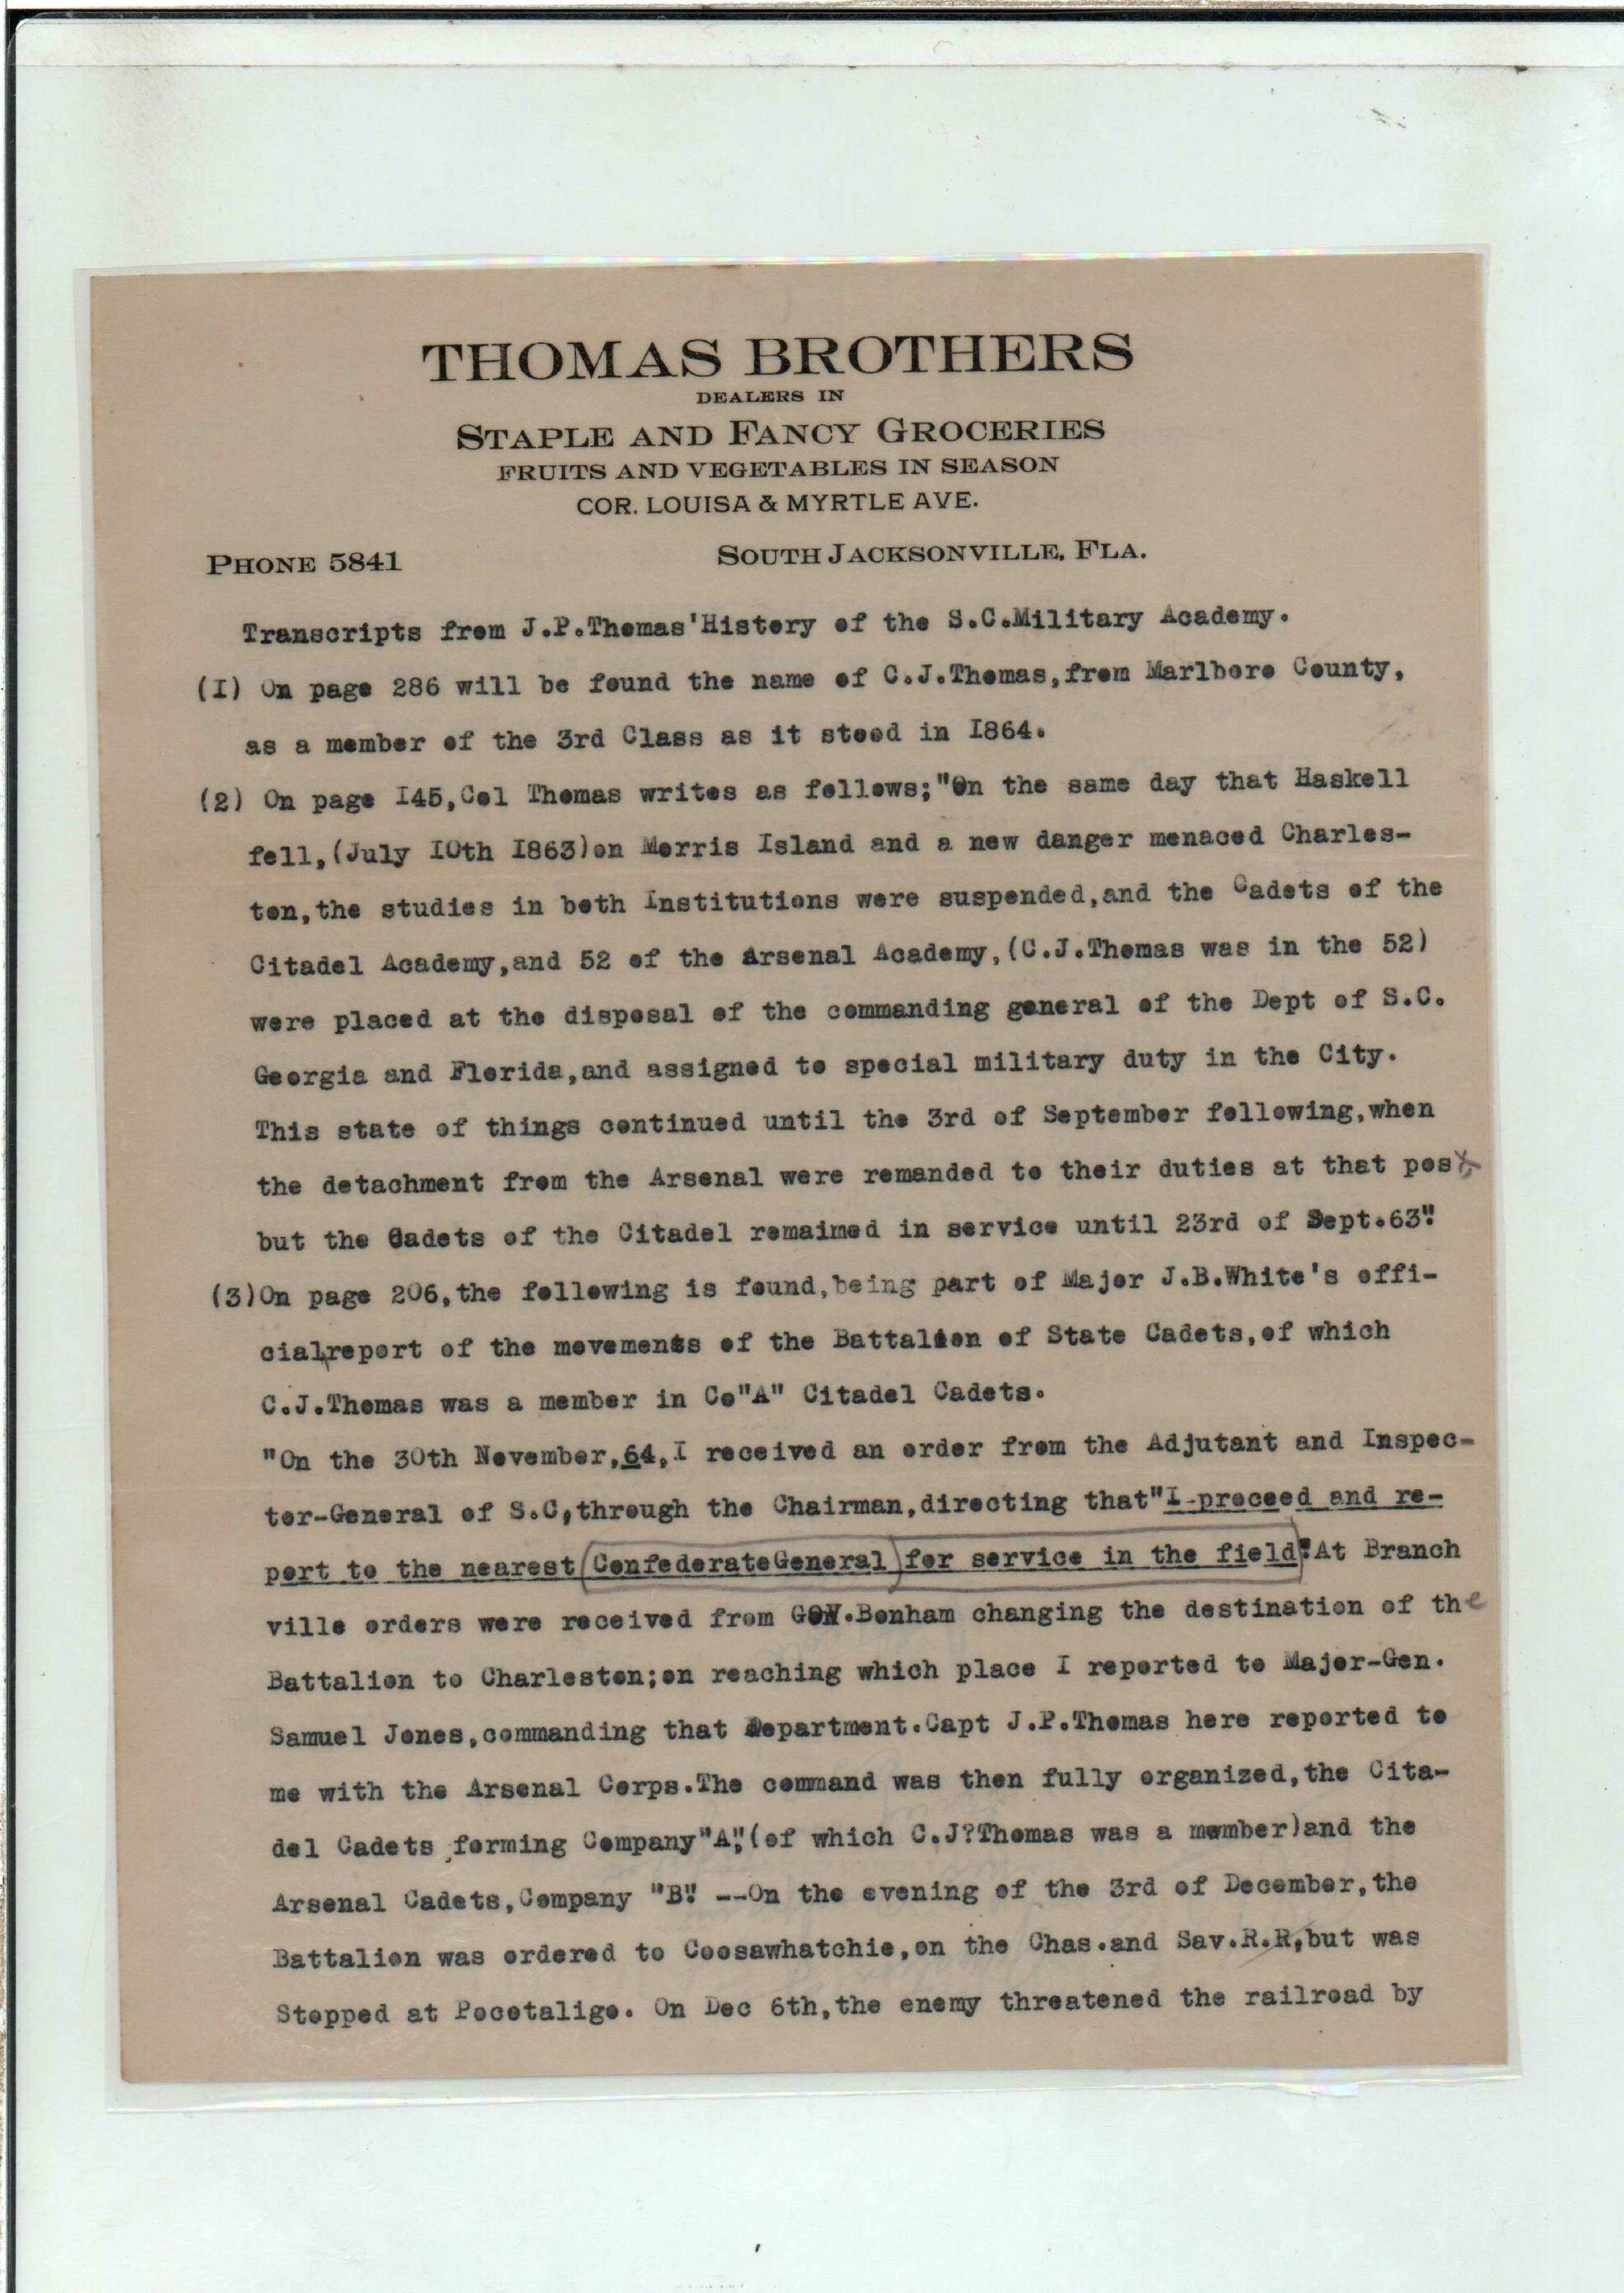 THOMAS BROTHERS
DEALERS IN
STAPLE AND FANCY GROCERIES
FRUITS AND VEGETABLES IN SEASON
COR. LOUISA & MYRTLE AVE.
PHONE 5841 SOUTH JACKSONVILLE, FLA.
Transcripts from J.P.Thomas'History of the S.C.Military Academy.
(I) On page 286 will be found the name of C.J.Thomas,from Marlboro County,
as a member of the 3rd Class as it stood in I864.
(2) On page I45,Col Thomas writes as follows;"On the same day that Haskell
fell,(July I0th I863)on Morris Island and a new danger menaced Charles-
ton,the studies in both Institutions were suspended,and the Cadets of the
Citadel Academy,and 52 of the Arsenal Academy,(C.J.Thomas was in the 52)
were placed at the disposal of the commanding general of the Dept of S.C.
Georgia and Florida,and assigned to special military duty in the City.
This state of things continued until the 3rd of September following,when
the detachment from the Arsenal were remanded to their duties at that post,
but the Cadets of the Citadel remaimed in service until 23rd of Sept.63"
(3)On page 206,the following is found,being part of Major J.B.White's offi-
cialreport of the movements of the Battalion of State Cadets,of which
C.J.Thomas was a member in Co"A" Citadel Cadets.
"On the 30th November,64,I received an order from the Adjutant and Inspec-
tor-General of S.C,through the Chairman,directing that"I-proceed and re-
port to the nearest (ConfederateGeneral) for service in the field". At Branch
ville orders were received from GOV.Bonham changing the destination of the
Battalion to Charleston;on reaching which place I reported to Major-Gen.
Samuel Jones,commanding that Department.Capt J.P.Thomas here reported to
me with the Arsenal Corps.The command was then fully organized,the Cita-
del Cadets forming Company"A",(of which C.J?Thomas was a member)and the
Arsenal Cadets,Company "B". --On the evening of the 3rd of December,the
Battalion was ordered to Coosawhatchie,on the Chas.and Sav.R.R,but was
Stopped at Pocotaligo. On Dec 6th,the enemy threatened the railroad by